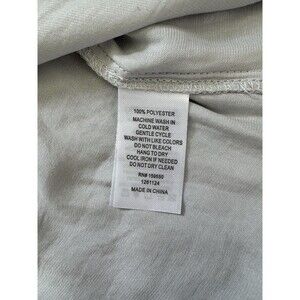 100% POLYESTER
MACHINE WASH IN
COLD WATER
GENTLE CYCLE
WASH WITH LIKE COLORS
DO NOT BLEACH
HANG TO DRY
COOL IRON IF NEEDED
DO NOT DRY CLEAN
RN# 159580
1261124
MADE IN CHINA